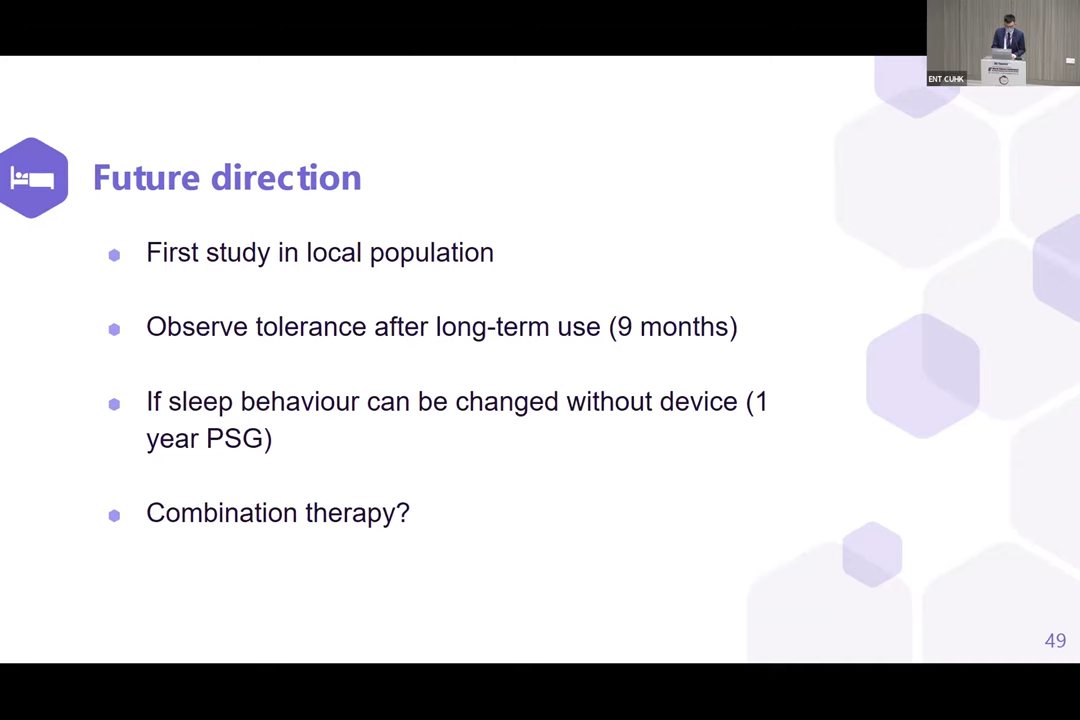 ENT CUHK
Future direction
First study in local population
Observe tolerance after long-term use (9 months)
If sleep behaviour can be changed without device (1
year PSG)
Combination therapy?
49